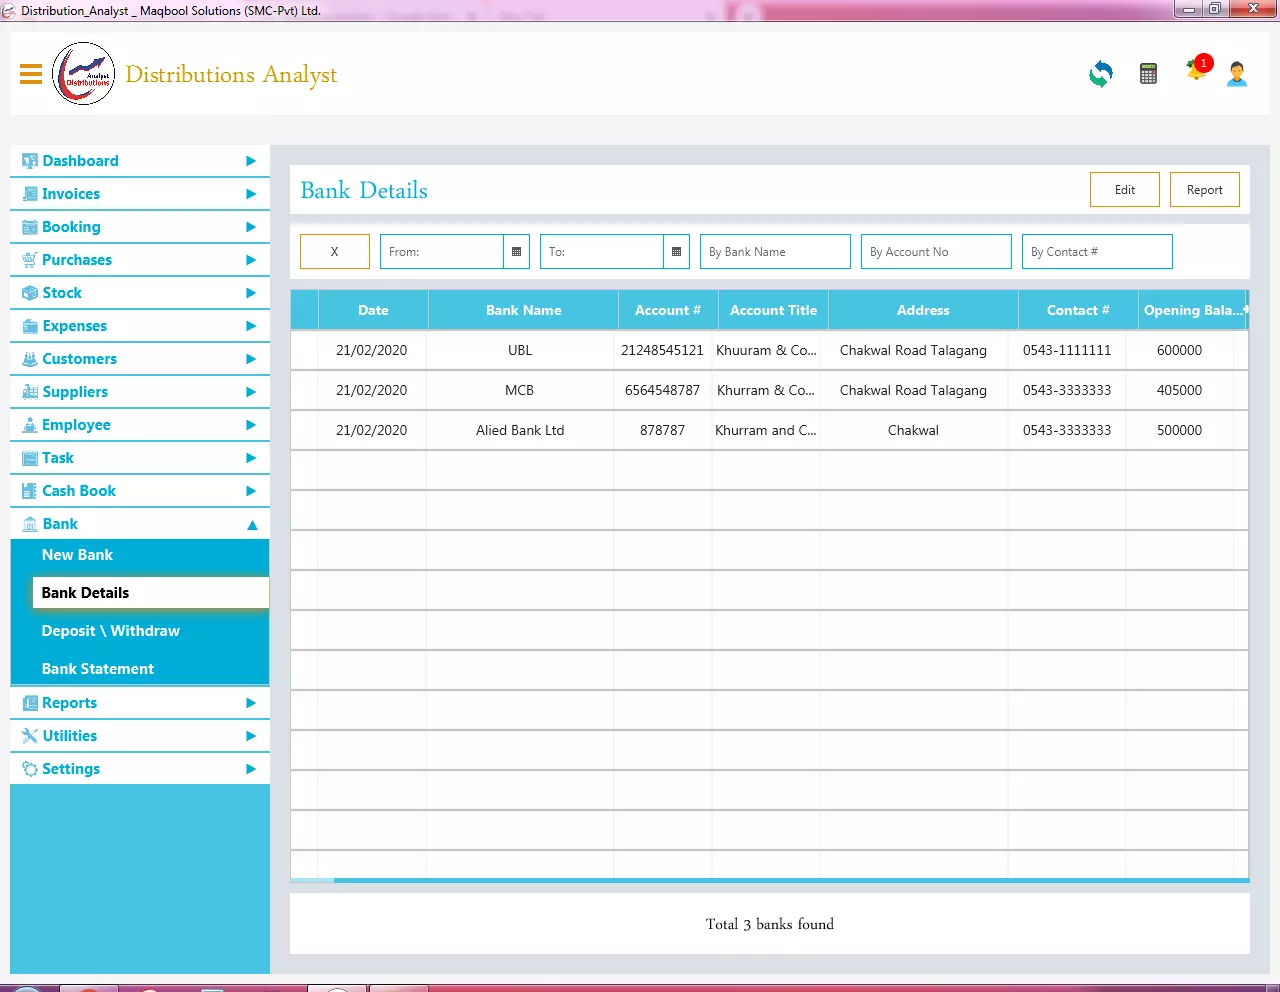 Distribution_Analyst _ Maqbool Solutions (SMC-Pvt) Ltd.
Analyst
Distributions
Distributions Analyst
1
Dashboard
Invoices
Booking
Purchases
Stock
Expenses
Customers
Suppliers
Employee
Task
Cash Book
Bank
New Bank
Bank Details
Deposit \ Withdraw
Bank Statement
Reports
Utilities
Settings
Bank Details
Edit
Report
X
From:
To:
By Bank Name
By Account No
By Contact #
Date Bank Name Account # Account Title Address Contact # Opening Bala...
21/02/2020 UBL 21248545121 Khuuram & Co... Chakwal Road Talagang 0543-1111111 600000
21/02/2020 MCB 6564548787 Khurram & Co... Chakwal Road Talagang 0543-3333333 405000
21/02/2020 Alied Bank Ltd 878787 Khurram and C... Chakwal 0543-3333333 500000
Total 3 banks found